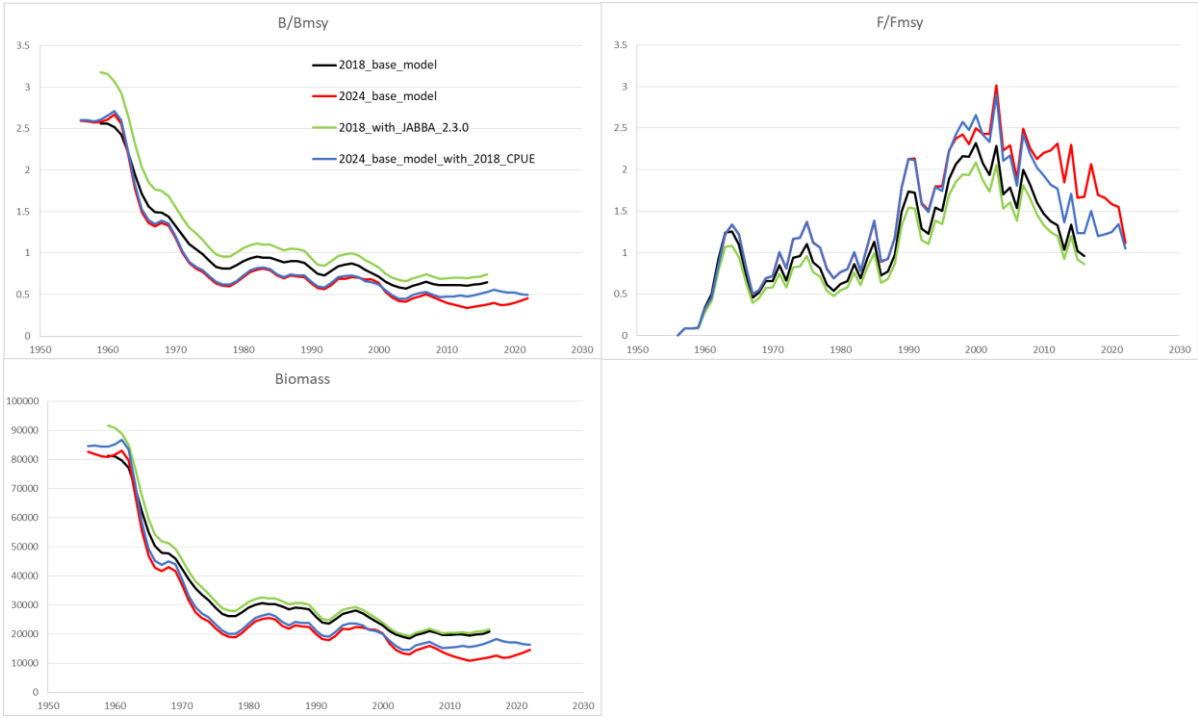 B/Bmsy
3.5
3
2.5
2
1.5
1
0.5
0
1950 1960 1970 1980 1990 2000 2010 2020 2030
2018_base_model
2024_base_model
2018_with_JABBA_2.3.0
2024_base_model_with_2018_CPUE
F/Fmsy
3.5
3
2.5
2
1.5
1
0.5
0
1950 1960 1970 1980 1990 2000 2010 2020 2030
Biomass
100000
90000
80000
70000
60000
50000
40000
30000
20000
10000
0
1950 1960 1970 1980 1990 2000 2010 2020 2030